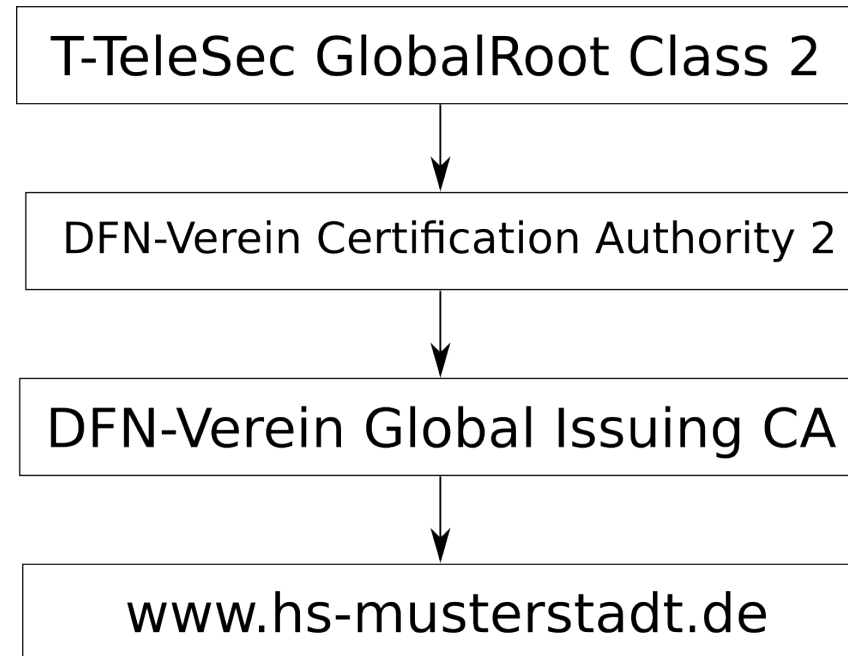 T-TeleSec GlobalRoot Class 2
DFN-Verein Certification Authority 2
DFN-Verein Global Issuing CA
www.hs-musterstadt.de